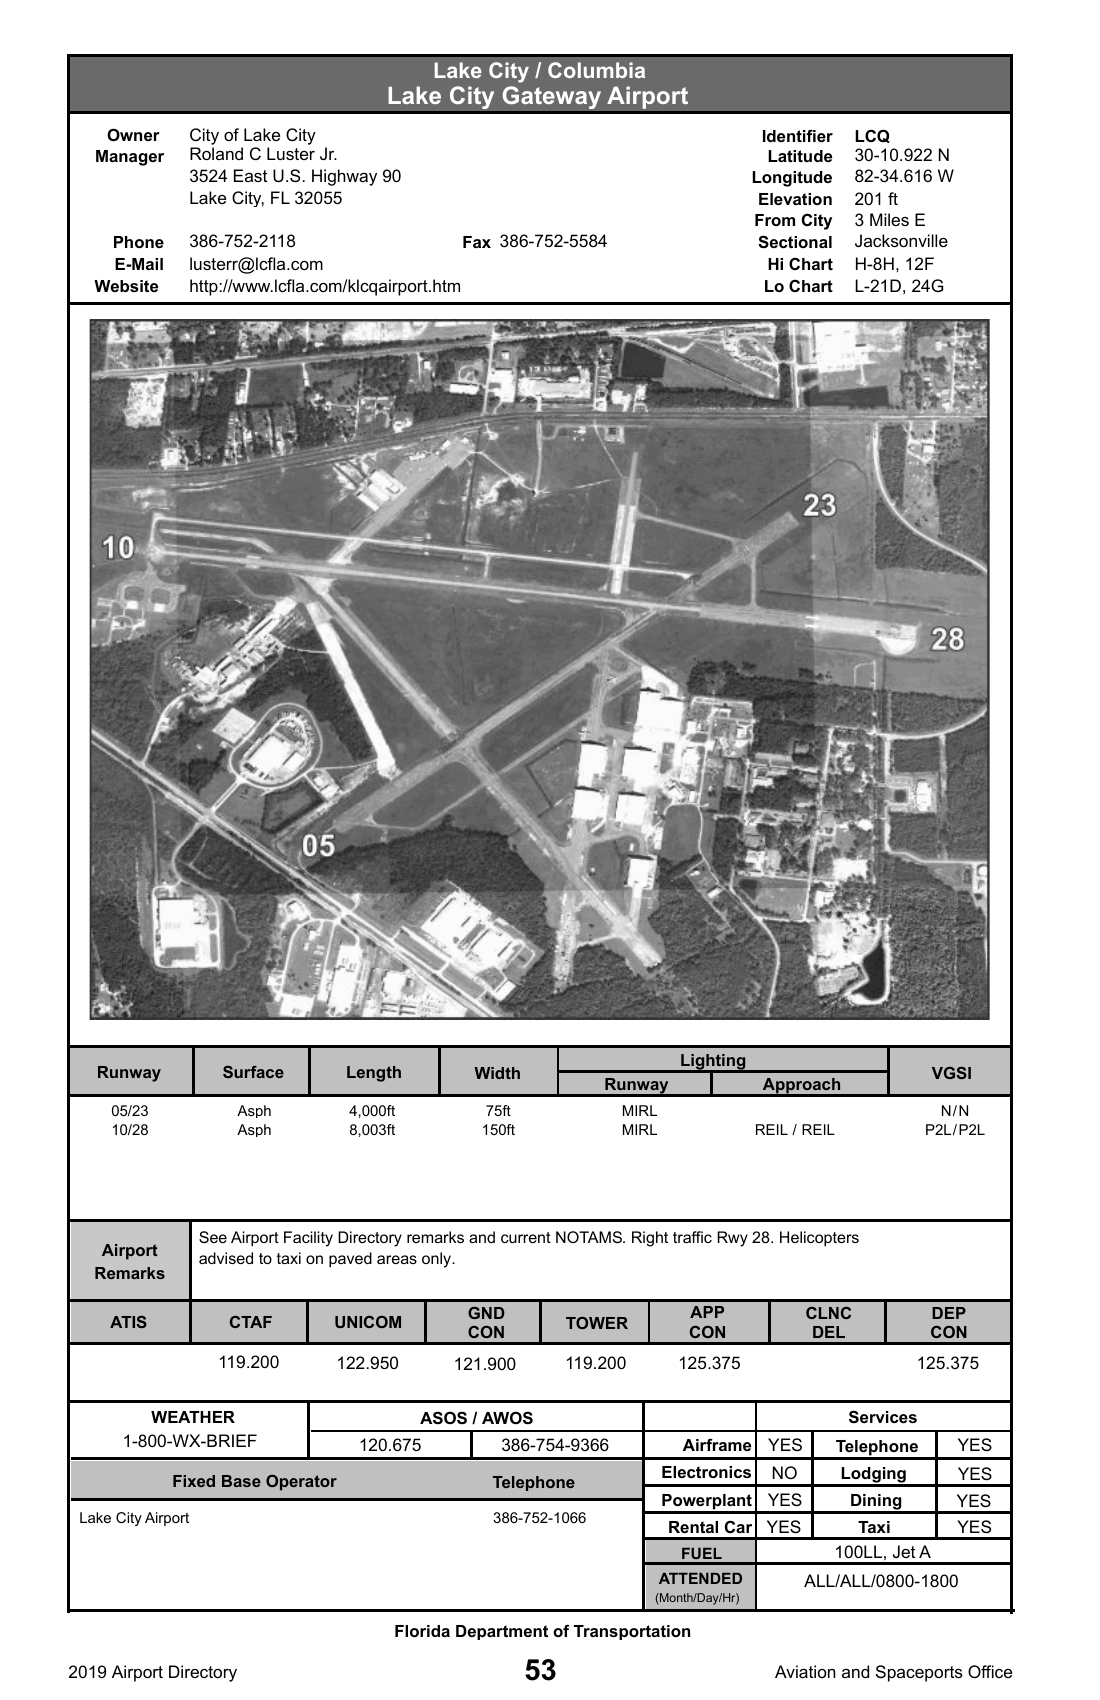 Lake City / Columbia
Lake City Gateway Airport
Owner City of Lake City
Manager Roland C Luster Jr.
3524 East U.S. Highway 90
Lake City, FL 32055
Phone 386-752-2118 Fax 386-752-5584
E-Mail lusterr@lcfla.com
Website http://www.lcfla.com/klcqairport.htm
Identifier LCQ
Latitude 30-10.922 N
Longitude 82-34.616 W
Elevation 201 ft
From City 3 Miles E
Sectional Jacksonville
Hi Chart H-8H, 12F
Lo Chart L-21D, 24G
23
10
28
05
Runway Surface Length Width Lighting VGSI
Runway Approach
05/23 Asph 4,000ft 75ft MIRL N/N
10/28 Asph 8,003ft 150ft MIRL REIL / REIL P2L/P2L
Airport Remarks
See Airport Facility Directory remarks and current NOTAMS. Right traffic Rwy 28. Helicopters
advised to taxi on paved areas only.
ATIS CTAF UNICOM GND CON TOWER APP CON CLNC DEL DEP CON
119.200 122.950 121.900 119.200 125.375 125.375
WEATHER
1-800-WX-BRIEF
ASOS / AWOS
120.675 386-754-9366
Fixed Base Operator Telephone
Lake City Airport 386-752-1066
Services
Airframe YES Telephone YES
Electronics NO Lodging YES
Powerplant YES Dining YES
Rental Car YES Taxi YES
FUEL 100LL, Jet A
ATTENDED ALL/ALL/0800-1800
(Month/Day/Hr)
Florida Department of Transportation
2019 Airport Directory 53 Aviation and Spaceports Office